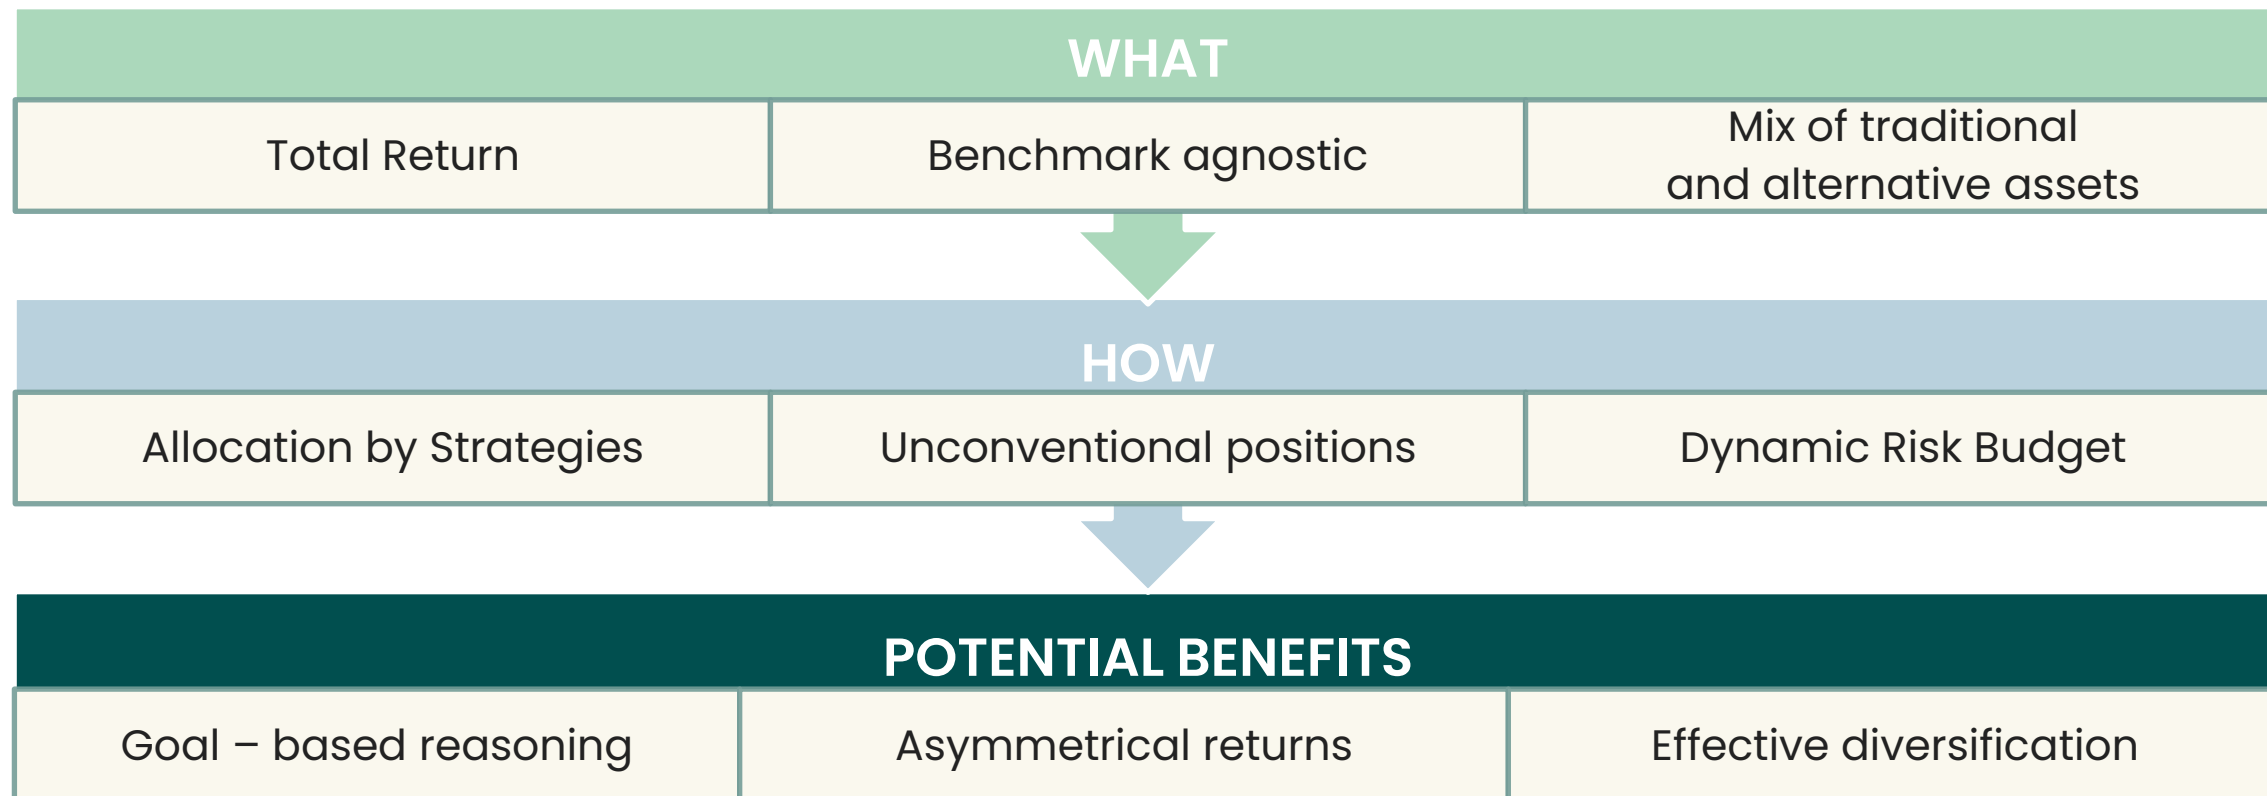 WHAT
Total Return
Benchmark agnostic
Mix of traditional
and alternative assets
HOW
Allocation by Strategies
Unconventional positions
Dynamic Risk Budget
POTENTIAL BENEFITS
Goal – based reasoning
Asymmetrical returns
Effective diversification